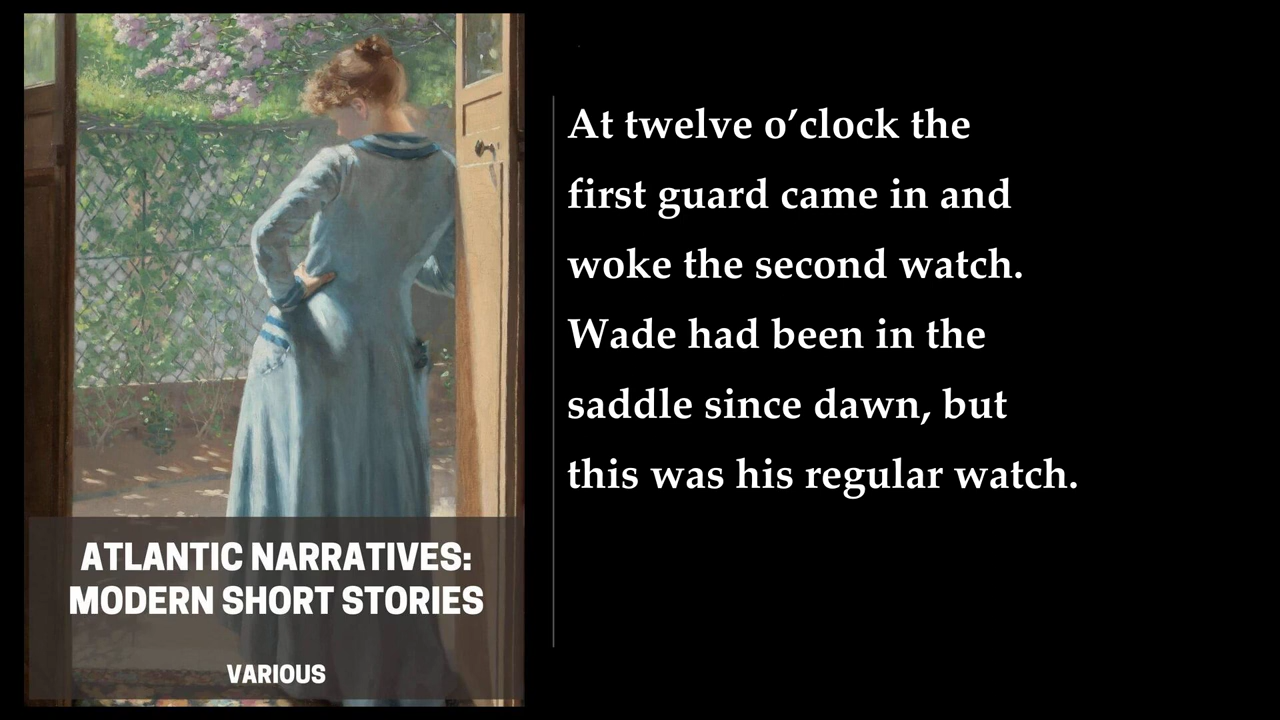 ATLANTIC NARRATIVES:
MODERN SHORT STORIES
VARIOUS
At twelve o’clock the
first guard came in and
woke the second watch.
Wade had been in the
saddle since dawn, but
this was his regular watch.